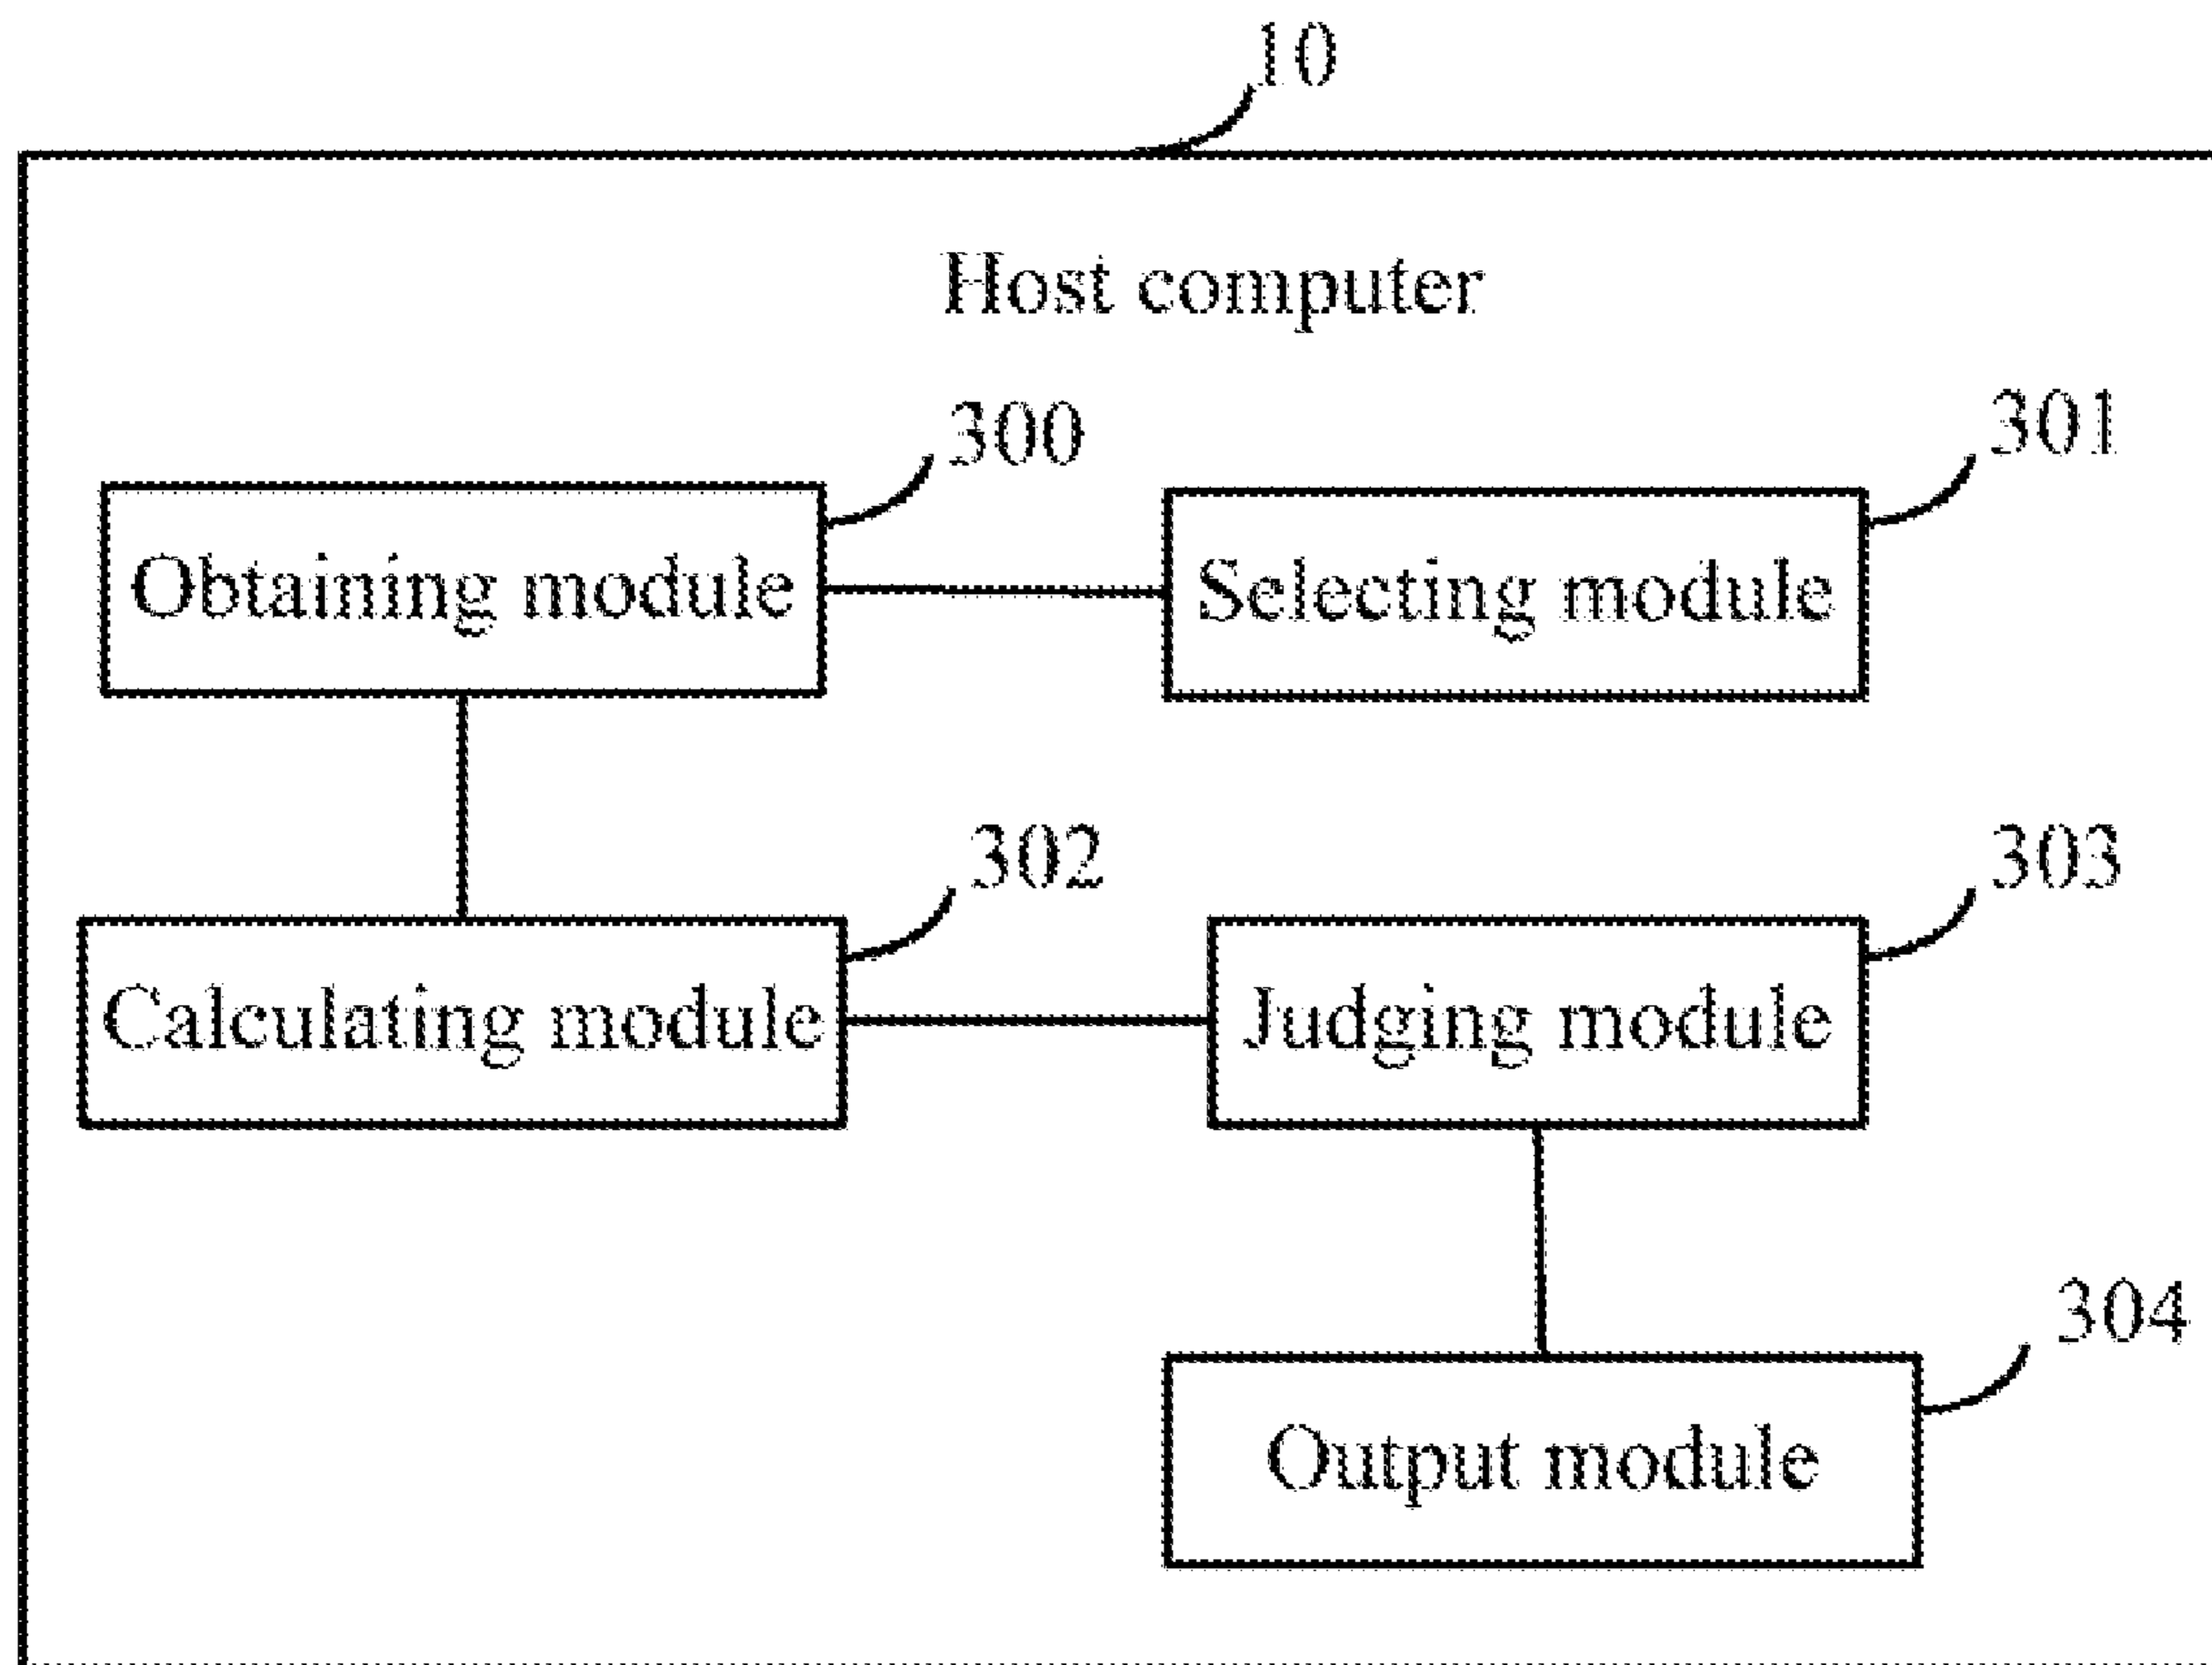 10
Host computer
300
301
Obtaining module
Selecting module
302
303
Calculating module
Judging module
304
Output module